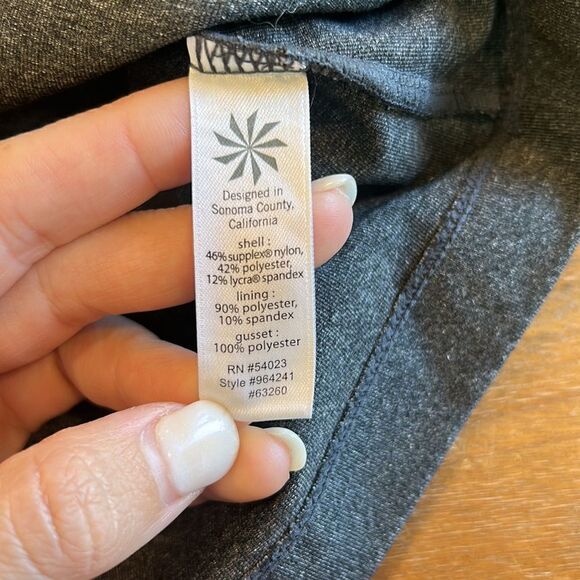 Designed in
Sonoma County,
California
shell :
46% supplex® nylon,
42% polyester,
12% lycra® spandex
lining :
90% polyester,
10% spandex
gusset :
100% polyester
RN #54023
Style #964241
#63260